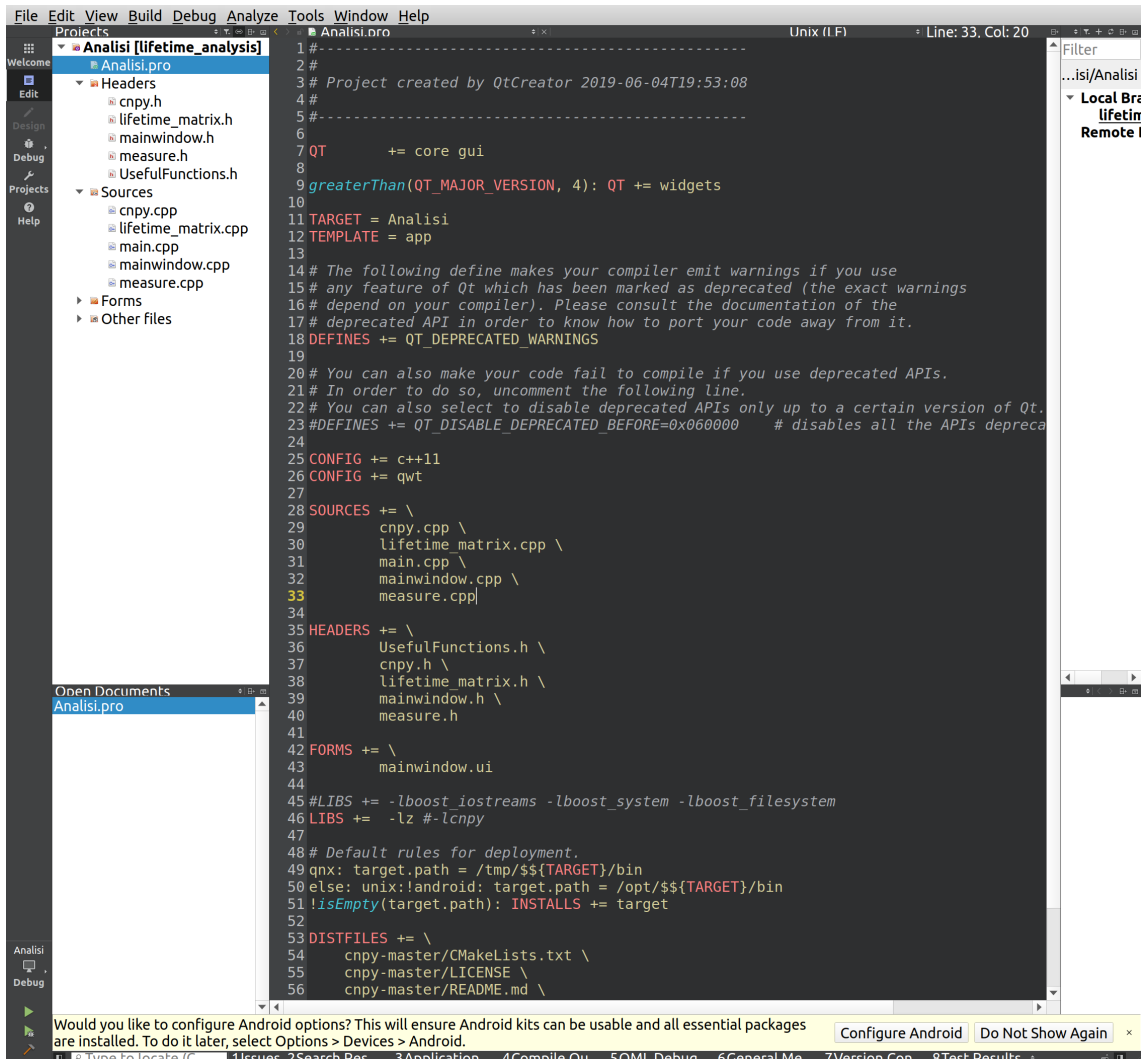 File Edit View Build Debug Analyze Tools Window Help
Projects
Analisi.pro
Unix (LF)
Line: 33, Col: 20
Welcome
Edit
Design
Debug
Projects
Help
Analisi [lifetime_analysis]
Analisi.pro
Headers
cnpy.h
lifetime_matrix.h
mainwindow.h
measure.h
UsefulFunctions.h
Sources
cnpy.cpp
lifetime_matrix.cpp
main.cpp
mainwindow.cpp
measure.cpp
Forms
Other files
Open Documents
Analisi.pro
1 #-------------------------------------------------
2 #
3 # Project created by QtCreator 2019-06-04T19:53:08
4 #
5 #-------------------------------------------------
6
7 QT       += core gui
8
9 greaterThan(QT_MAJOR_VERSION, 4): QT += widgets
10
11 TARGET = Analisi
12 TEMPLATE = app
13
14 # The following define makes your compiler emit warnings if you use
15 # any feature of Qt which has been marked as deprecated (the exact warnings
16 # depend on your compiler). Please consult the documentation of the
17 # deprecated API in order to know how to port your code away from it.
18 DEFINES += QT_DEPRECATED_WARNINGS
19
20 # You can also make your code fail to compile if you use deprecated APIs.
21 # In order to do so, uncomment the following line.
22 # You can also select to disable deprecated APIs only up to a certain version of Qt.
23 #DEFINES += QT_DISABLE_DEPRECATED_BEFORE=0x060000    # disables all the APIs depreca
24
25 CONFIG += c++11
26 CONFIG += qwt
27
28 SOURCES += \
29         cnpy.cpp \
30         lifetime_matrix.cpp \
31         main.cpp \
32         mainwindow.cpp \
33         measure.cpp
34
35 HEADERS += \
36         UsefulFunctions.h \
37         cnpy.h \
38         lifetime_matrix.h \
39         mainwindow.h \
40         measure.h
41
42 FORMS += \
43         mainwindow.ui
44
45 #LIBS += -lboost_iostreams -lboost_system -lboost_filesystem
46 LIBS +=  -lz #-lcnpy
47
48 # Default rules for deployment.
49 qnx: target.path = /tmp/$${TARGET}/bin
50 else: unix:!android: target.path = /opt/$${TARGET}/bin
51 !isEmpty(target.path): INSTALLS += target
52
53 DISTFILES += \
54     cnpy-master/CMakeLists.txt \
55     cnpy-master/LICENSE \
56     cnpy-master/README.md \
Filter
...isi/Analisi
Local Bra
lifetim
Remote
Analisi
Debug
Would you like to configure Android options? This will ensure Android kits can be usable and all essential packages
are installed. To do it later, select Options > Devices > Android.
Configure Android
Do Not Show Again
Type to locate (C... 1 Issues 2 Search Res... 3 Application... 4 Compile Ou... 5 QML Debug... 6 General Me... 7 Version Con... 8 Test Results